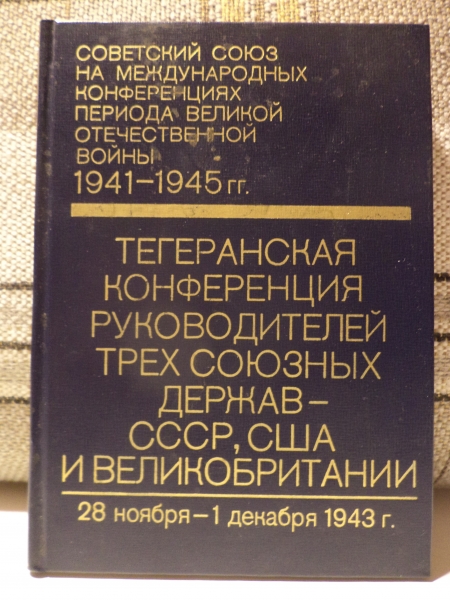 СОВЕТСКИЙ СОЮЗ
НА МЕЖДУНАРОДНЫХ
КОНФЕРЕНЦИЯХ
ПЕРИОДА ВЕЛИКОЙ
ОТЕЧЕСТВЕННОЙ
ВОЙНЫ
1941–1945 гг.
ТЕГЕРАНСКАЯ
КОНФЕРЕНЦИЯ
РУКОВОДИТЕЛЕЙ
ТРЕХ СОЮЗНЫХ
ДЕРЖАВ–
СССР, США
И ВЕЛИКОБРИТАНИИ
28 ноября–1 декабря 1943 г.